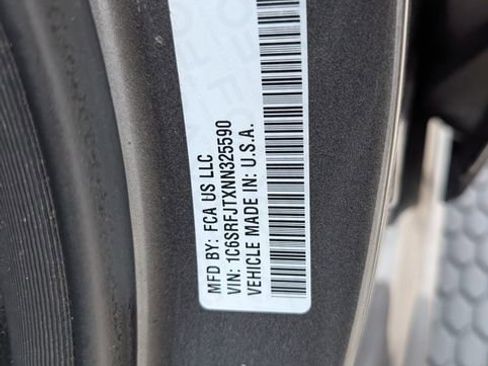 MFD BY: FCA US LLC
VIN: 1C6SRFJTXNN325590
VEHICLE MADE IN: U.S.A.